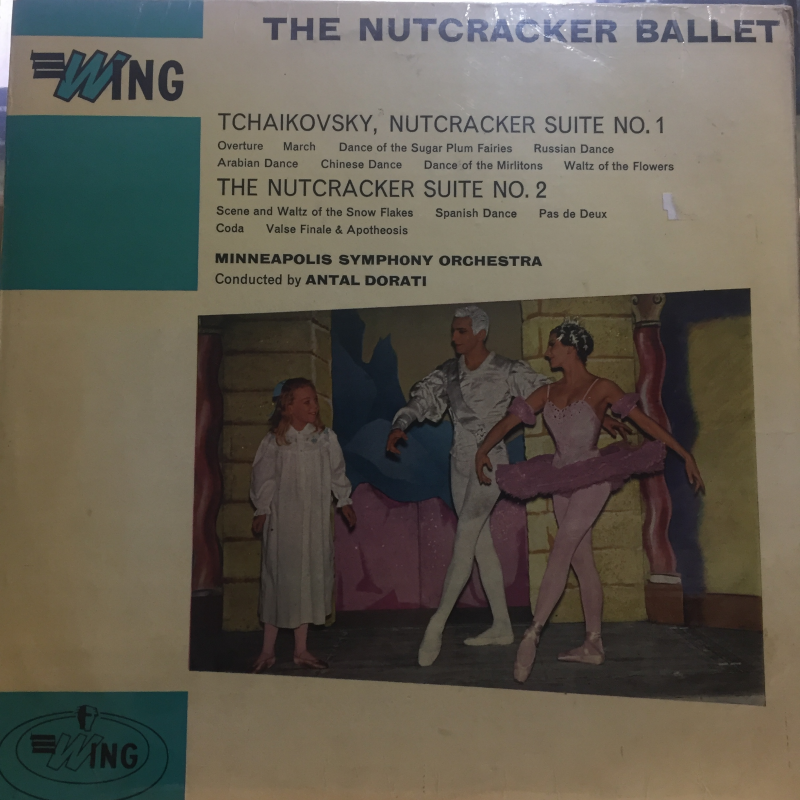 THE NUTCRACKER BALLET
WING
TCHAIKOVSKY, NUTCRACKER SUITE NO. 1
Overture March Dance of the Sugar Plum Fairies Russian Dance
Arabian Dance Chinese Dance Dance of the Mirlitons Waltz of the Flowers
THE NUTCRACKER SUITE NO. 2
Scene and Waltz of the Snow Flakes Spanish Dance Pas de Deux
Coda Valse Finale & Apotheosis
MINNEAPOLIS SYMPHONY ORCHESTRA
Conducted by ANTAL DORATI
WING